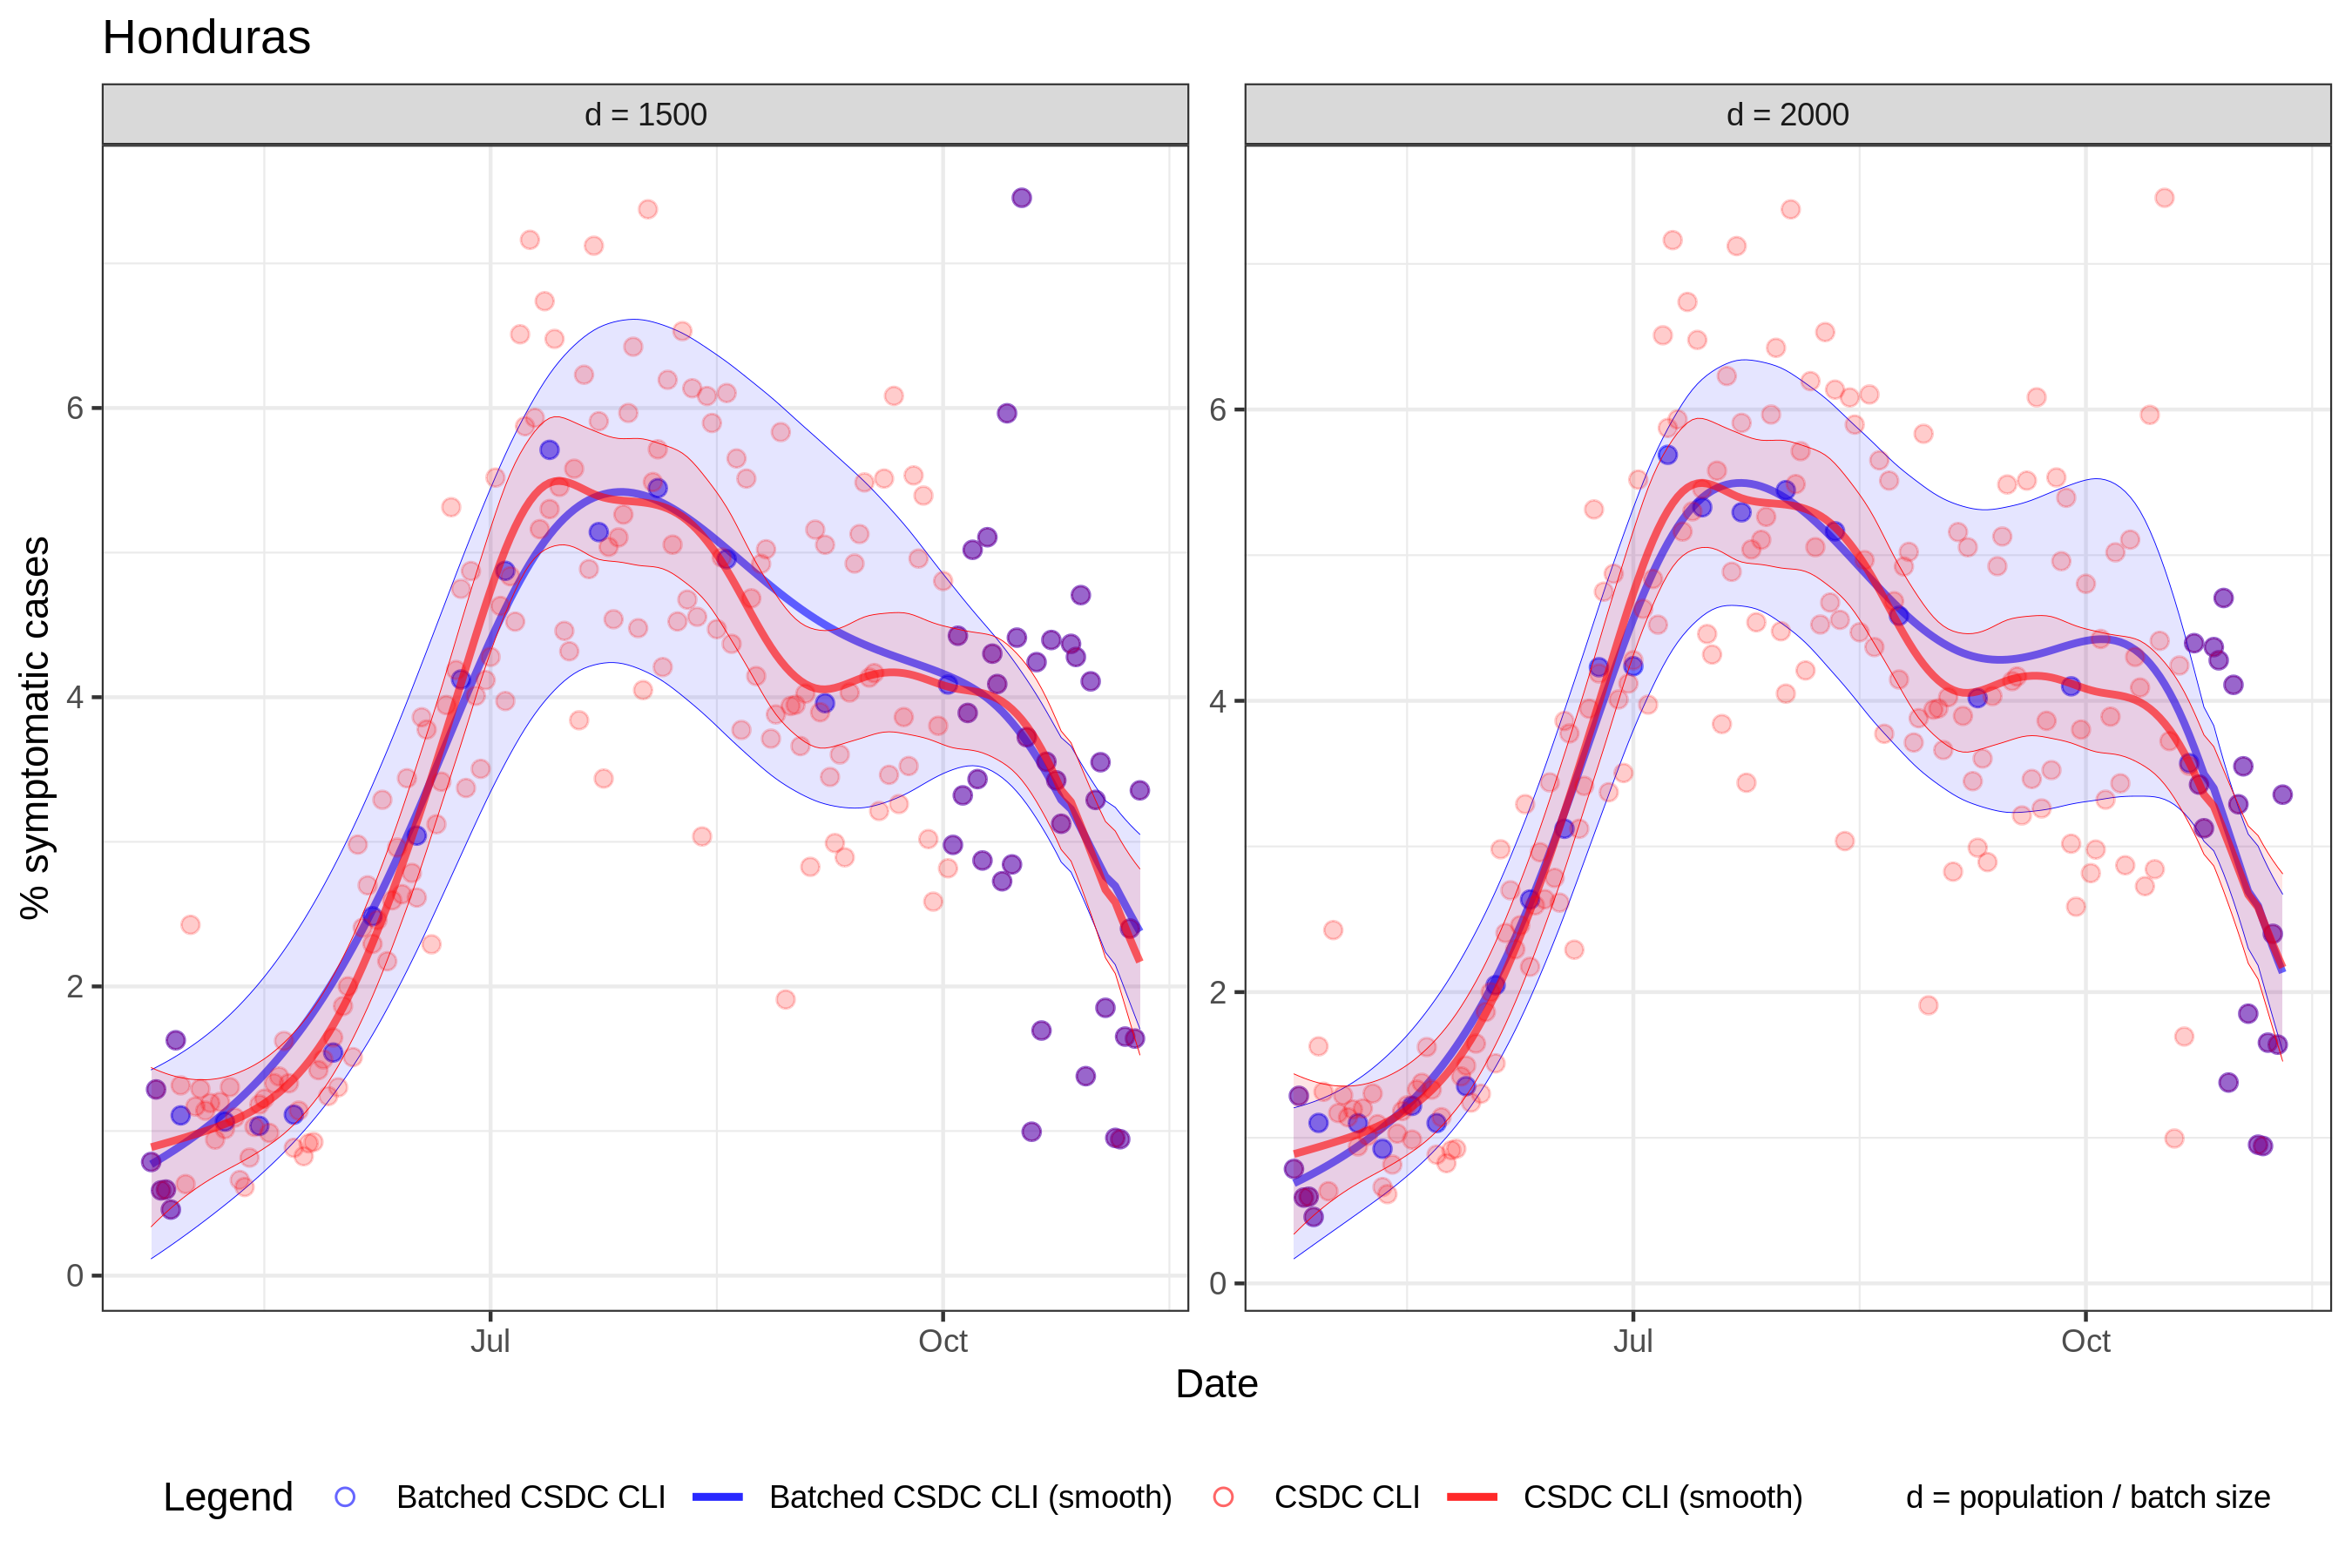 Honduras
d = 1500
d = 2000
% symptomatic cases
6
4
2
0
6
4
2
0
Jul
Oct
Jul
Oct
Date
Legend
Batched CSDC CLI
Batched CSDC CLI (smooth)
CSDC CLI
CSDC CLI (smooth)
d = population / batch size